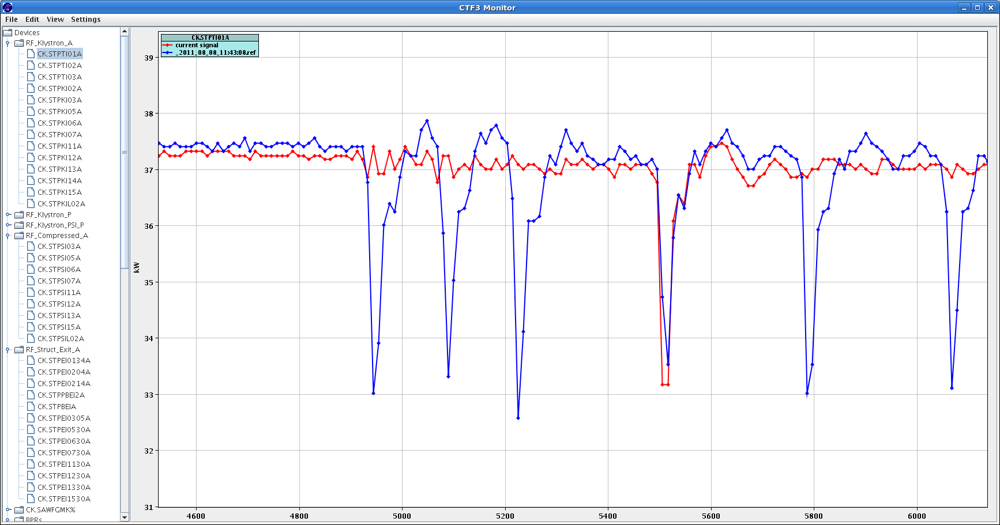 CTF3 Monitor
File Edit View Settings
Devices
RF_Klystron_A
CK.STPTI01A
CK.STPTI02A
CK.STPTI03A
CK.STPKI02A
CK.STPKI03A
CK.STPKI05A
CK.STPKI06A
CK.STPKI07A
CK.STPKI11A
CK.STPKI12A
CK.STPKI13A
CK.STPKI14A
CK.STPKI15A
CK.STPKIL02A
RF_Klystron_P
RF_Klystron_PSI_P
RF_Compressed_A
CK.STPSI03A
CK.STPSI05A
CK.STPSI06A
CK.STPSI07A
CK.STPSI11A
CK.STPSI12A
CK.STPSI13A
CK.STPSI15A
CK.STPSIL02A
RF_Struct_Exit_A
CK.STPEI0134A
CK.STPEI0204A
CK.STPEI0214A
CK.STPPBEI2A
CK.STPBEIA
CK.STPEI0305A
CK.STPEI0530A
CK.STPEI0630A
CK.STPEI0730A
CK.STPEI1130A
CK.STPEI1230A
CK.STPEI1330A
CK.STPEI1530A
CK.SAWFGMK%
BPRs
CK.STPTI01A
current signal
_2011_08_08_11:43:08.ref
kW
39
38
37
36
35
34
33
32
31
4600 4800 5000 5200 5400 5600 5800 6000